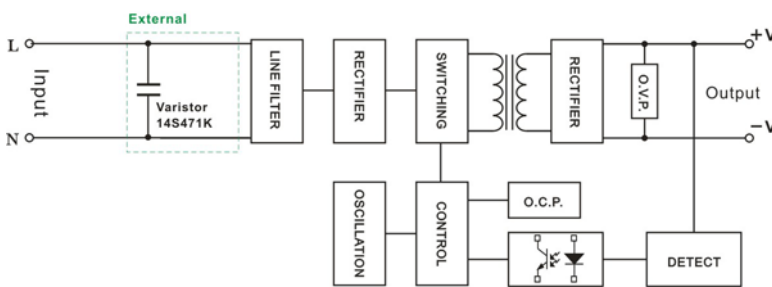 External
L
N
Input
Varistor
14S471K
LINE FILTER
RECTIFIER
SWITCHING
RECTIFIER
O.V.P.
+V
Output
−V
OSCILLATION
CONTROL
O.C.P.
DETECT